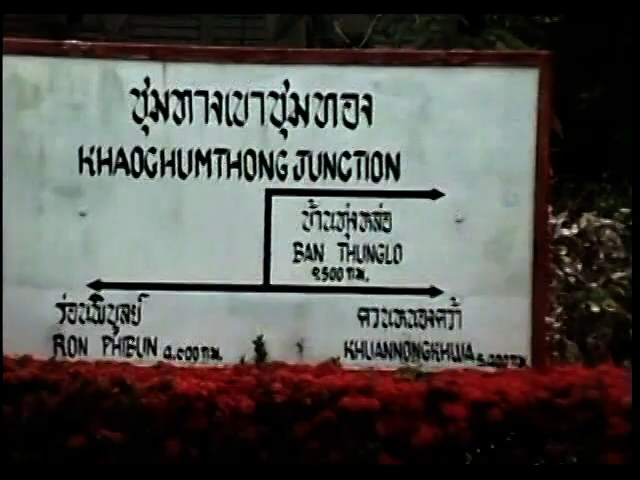 ชุมทางเขาชุมทอง
KHAOCHUMTHONG JUNCTION
บ้านทุ่งหล่อ
BAN THUNGLO
ร่อนพิบูลย์
RON PHIBUN
ควนหนองคว้า
KHUANNONGKHWA